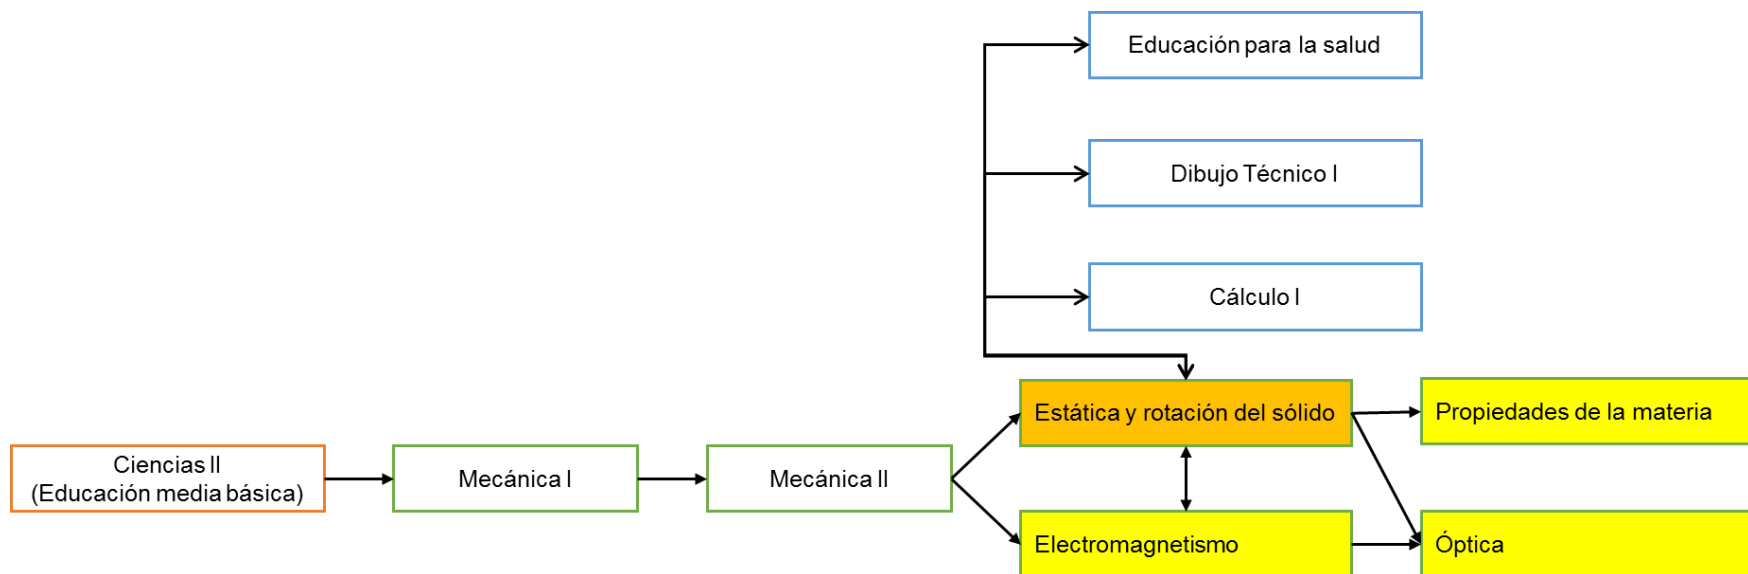 Educación para la salud
Dibujo Técnico I
Cálculo I
Estática y rotación del sólido
Propiedades de la materia
Ciencias II
(Educación media básica)
Mecánica I
Mecánica II
Electromagnetismo
Óptica